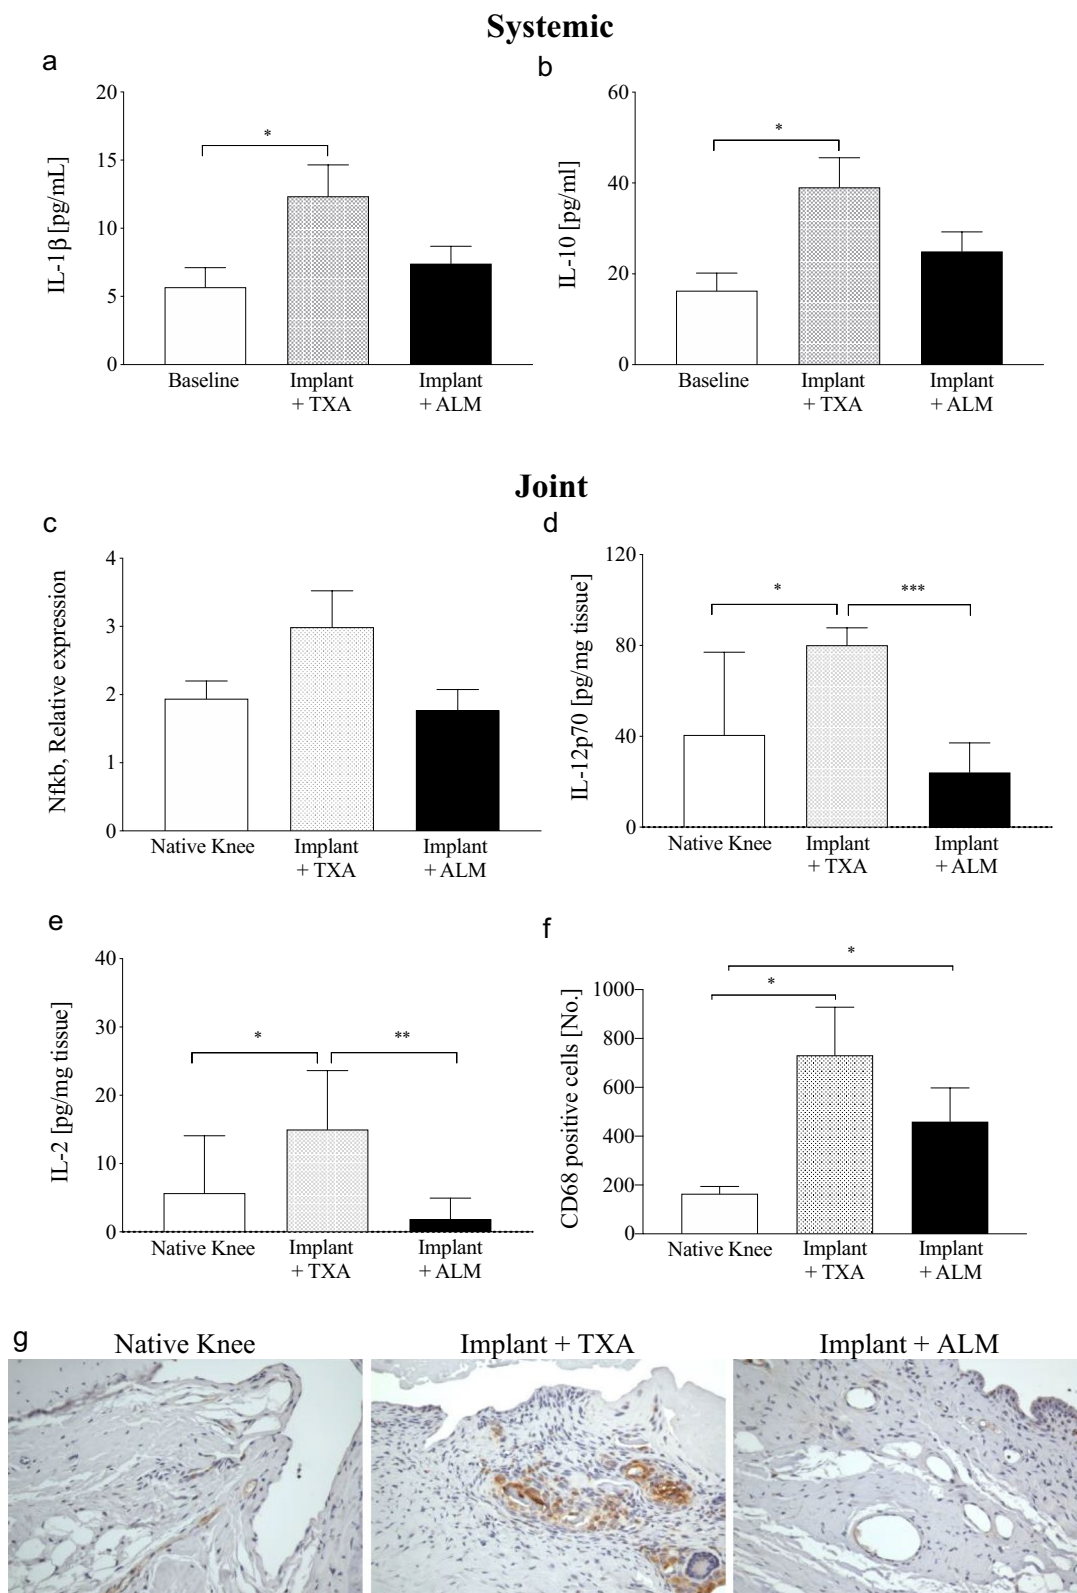 Systemic
a
b
IL-1β [pg/mL]
20
15
10
5
0
*
Baseline
Implant
+ TXA
Implant
+ ALM
IL-10 [pg/ml]
60
40
20
0
*
Baseline
Implant
+ TXA
Implant
+ ALM
Joint
c
d
Nfkb, Relative expression
4
3
2
1
0
Native Knee
Implant
+ TXA
Implant
+ ALM
IL-12p70 [pg/mg tissue]
120
80
40
0
*
***
Native Knee
Implant
+ TXA
Implant
+ ALM
e
f
IL-2 [pg/mg tissue]
40
30
20
10
0
*
**
Native Knee
Implant
+ TXA
Implant
+ ALM
CD68 positive cells [No.]
1000
800
600
400
200
0
*
*
Native Knee
Implant
+ TXA
Implant
+ ALM
g
Native Knee
Implant + TXA
Implant + ALM